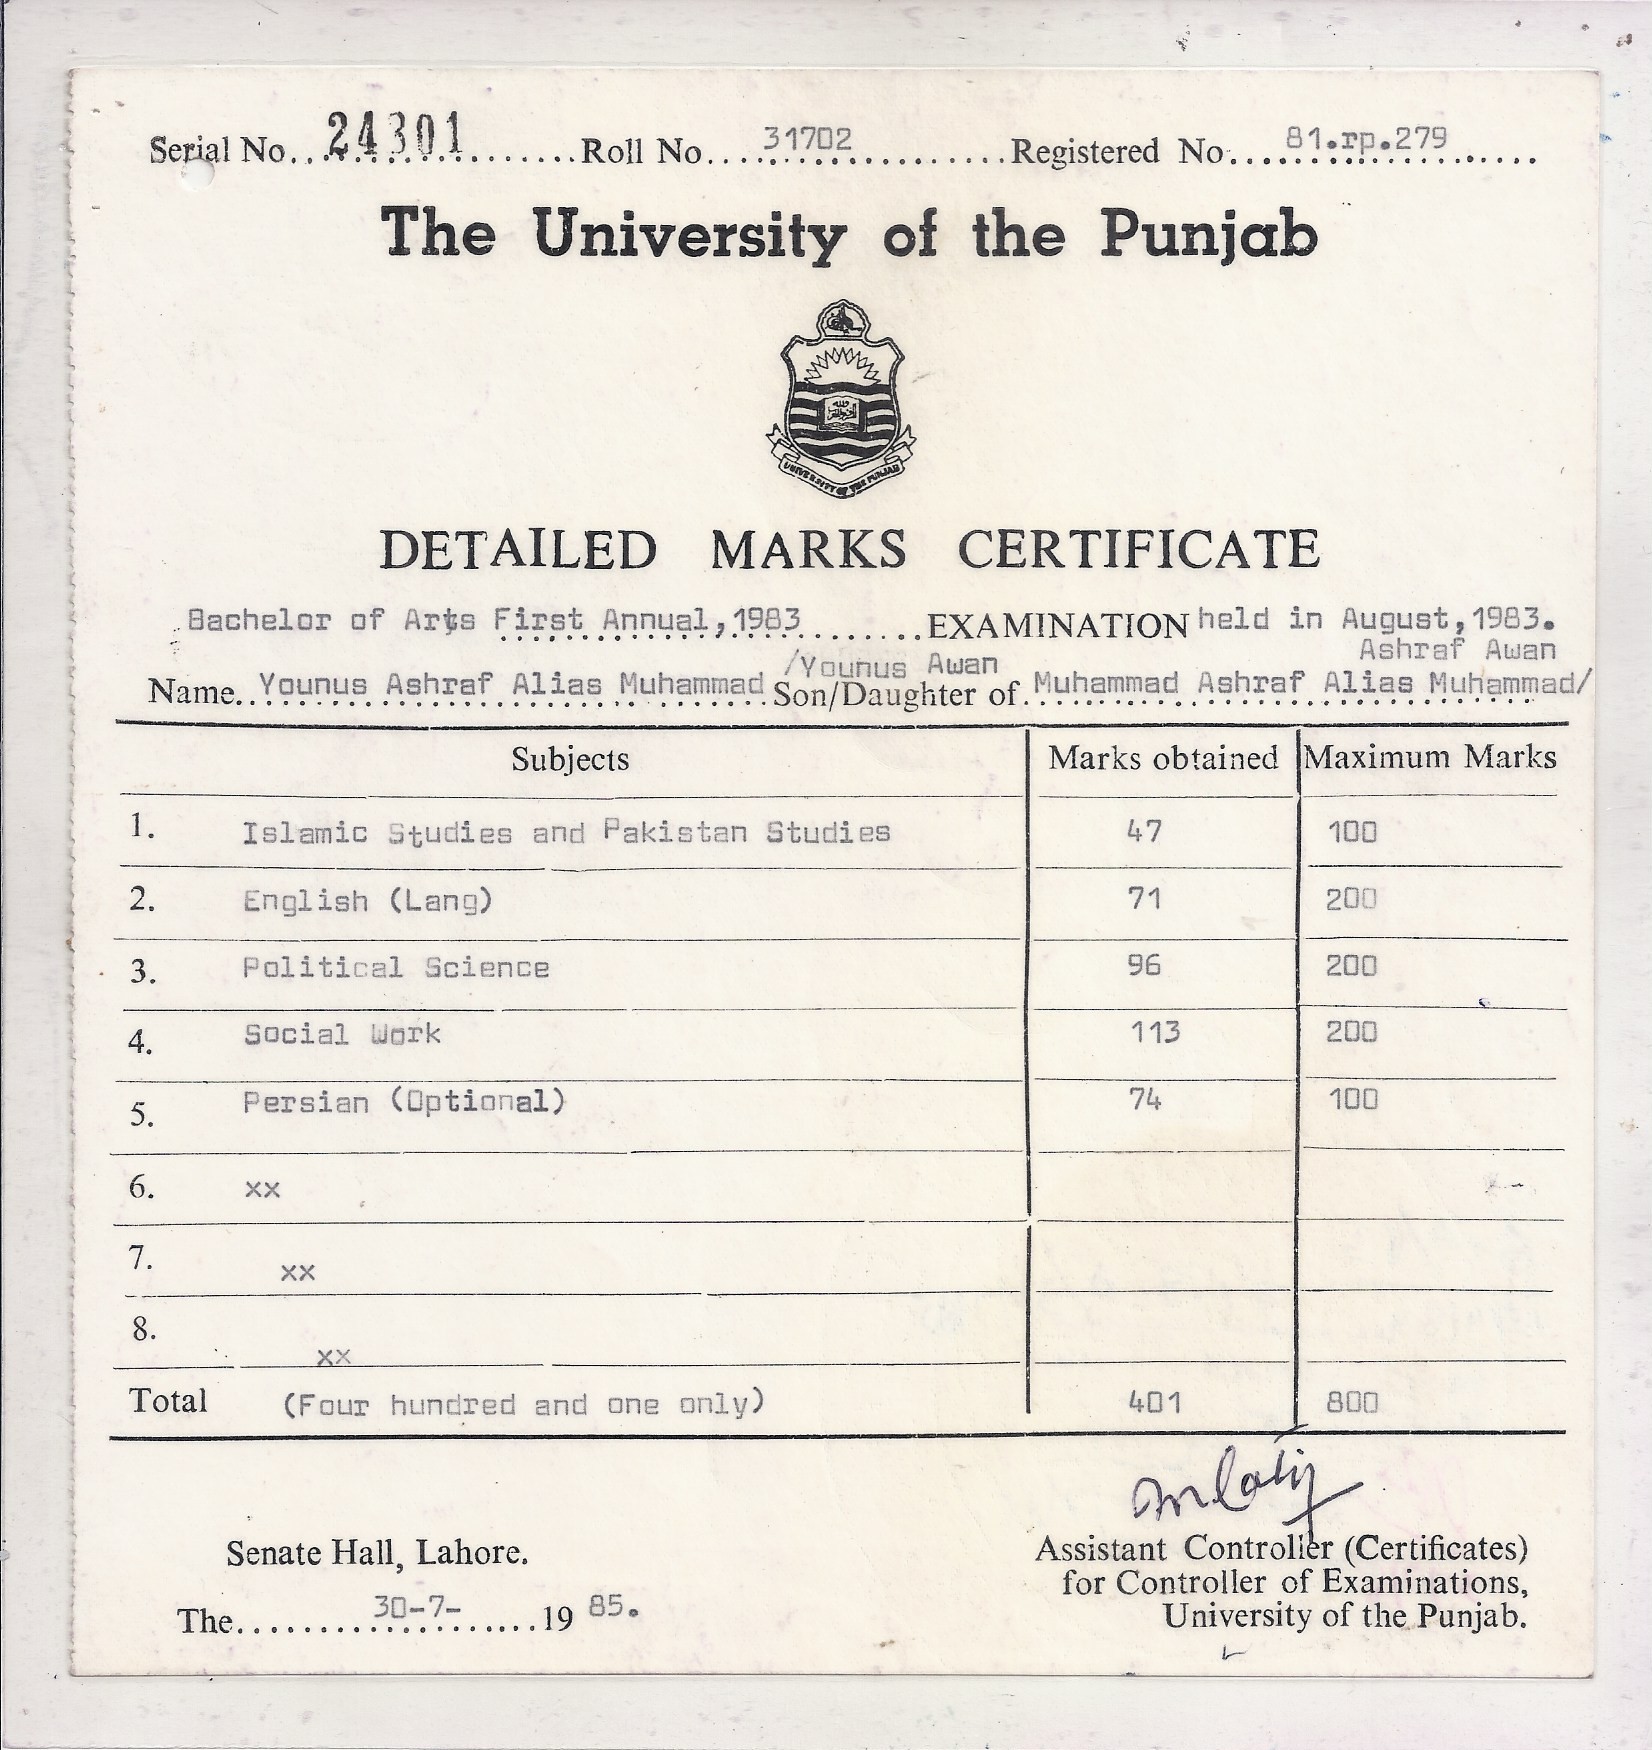 Serial No. 24301 Roll No. 31702 Registered No. 81.rp.279
The University of the Punjab
UNIVERSITY OF THE PUNJAB
DETAILED MARKS CERTIFICATE
Bachelor of Arts First Annual,1983 EXAMINATION held in August,1983.
/Younus Awan Ashraf Awan
Name. Younus Ashraf Alias Muhammad Son/Daughter of. Muhammad Ashraf Alias Muhammad/
Subjects Marks obtained Maximum Marks
1. Islamic Studies and Pakistan Studies 47 100
2. English (Lang) 71 200
3. Political Science 96 200
4. Social Work 113 200
5. Persian (Optional) 74 100
6. xx
7. xx
8. xx
Total (Four hundred and one only) 401 800
Senate Hall, Lahore.
The 30-7- 19 85.
Assistant Controller (Certificates)
for Controller of Examinations,
University of the Punjab.